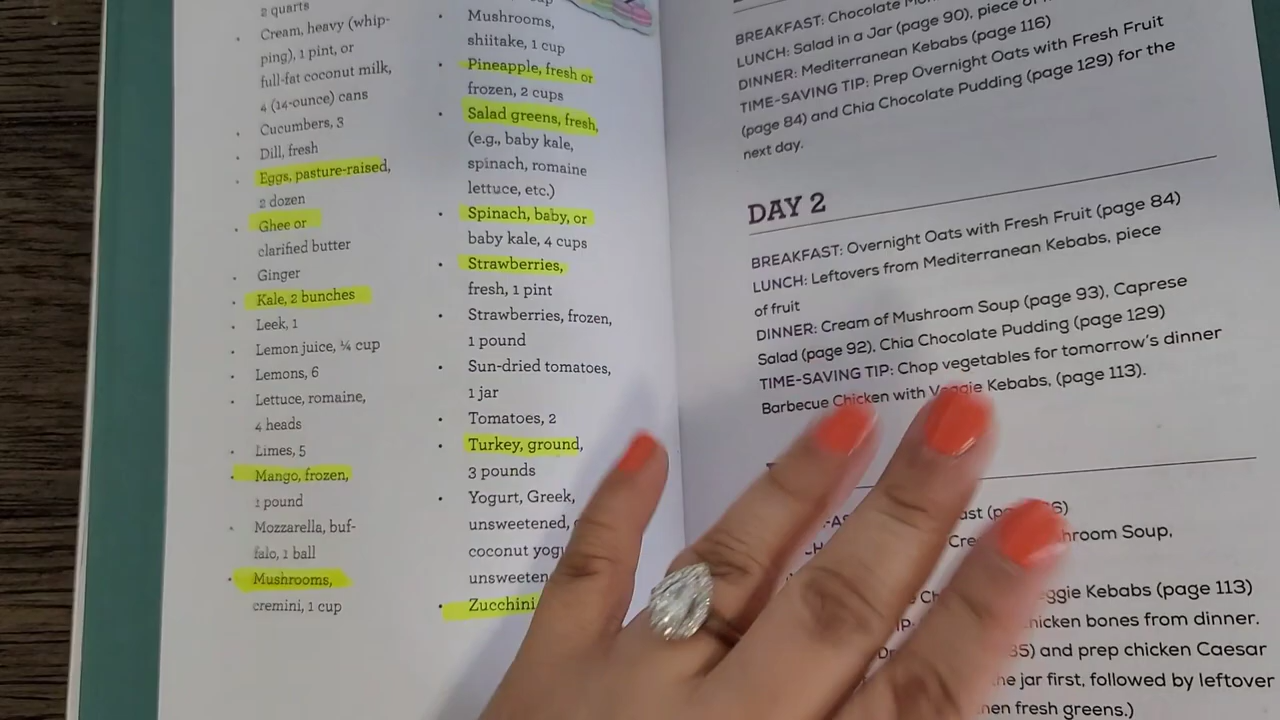 2 quarts
Cream, heavy (whip-
ping), 1 pint, or
full-fat coconut milk,
4 (14-ounce) cans
Cucumbers, 3
Dill, fresh
Eggs, pasture-raised,
2 dozen
Ghee or
clarified butter
Ginger
Kale, 2 bunches
Leek, 1
Lemon juice, ¼ cup
Lemons, 6
Lettuce, romaine,
4 heads
Limes, 5
Mango, frozen,
1 pound
Mozzarella, buf-
falo, 1 ball
Mushrooms,
cremini, 1 cup
Mushrooms,
shiitake, 1 cup
Pineapple, fresh or
frozen, 2 cups
Salad greens, fresh,
(e.g., baby kale,
spinach, romaine
lettuce, etc.)
Spinach, baby, or
baby kale, 4 cups
Strawberries,
fresh, 1 pint
Strawberries, frozen,
1 pound
Sun-dried tomatoes,
1 jar
Tomatoes, 2
Turkey, ground,
3 pounds
Yogurt, Greek,
unsweetened,
coconut
Zucchini
BREAKFAST: Chocolate
LUNCH: Salad in a Jar (page 90), piece of
DINNER: Mediterranean Kebabs (page 116)
TIME-SAVING TIP: Prep Overnight Oats with Fresh Fruit
(page 84) and Chia Chocolate Pudding (page 129) for the
next day.
DAY 2
BREAKFAST: Overnight Oats with Fresh Fruit (page 84)
LUNCH: Leftovers from Mediterranean Kebabs, piece
of fruit
DINNER: Cream of Mushroom Soup (page 93), Caprese
Salad (page 92), Chia Chocolate Pudding (page 129)
TIME-SAVING TIP: Chop vegetables for tomorrow's dinner
Barbecue Chicken with Veggie Kebabs, (page 113).
Soup,
Kebabs (page 113)
bones from dinner.
and prep chicken Caesar
jar first, followed by leftover
fresh greens.)